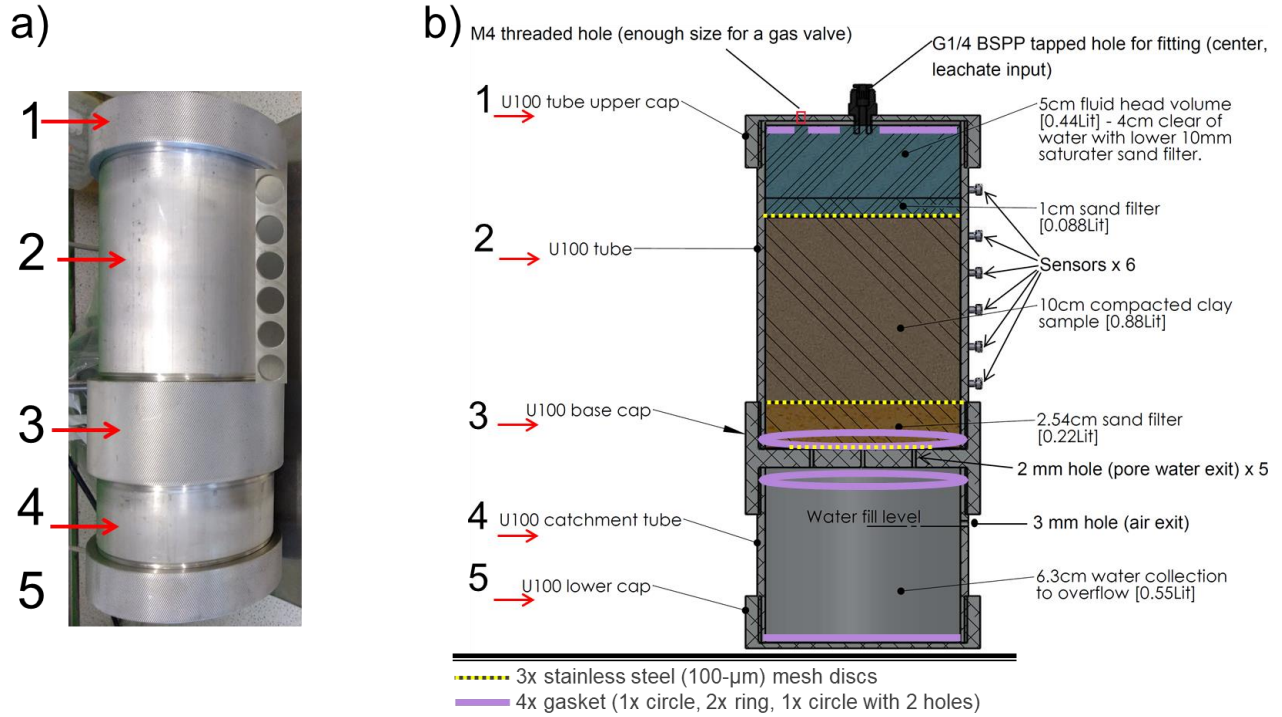 a)
1
2
3
4
5
b)
M4 threaded hole (enough size for a gas valve)
G1/4 BSPP tapped hole for fitting (center,
leachate input)
1
U100 tube upper cap
5cm fluid head volume
[0.44Lit] - 4cm clear of
water with lower 10mm
saturater sand filter.
1cm sand filter
[0.088Lit]
2
U100 tube
Sensors x 6
10cm compacted clay
sample [0.88Lit]
3
U100 base cap
2.54cm sand filter
[0.22Lit]
2 mm hole (pore water exit) x 5
4
U100 catchment tube
Water fill level
3 mm hole (air exit)
5
U100 lower cap
6.3cm water collection
to overflow [0.55Lit]
3x stainless steel (100-µm) mesh discs
4x gasket (1x circle, 2x ring, 1x circle with 2 holes)